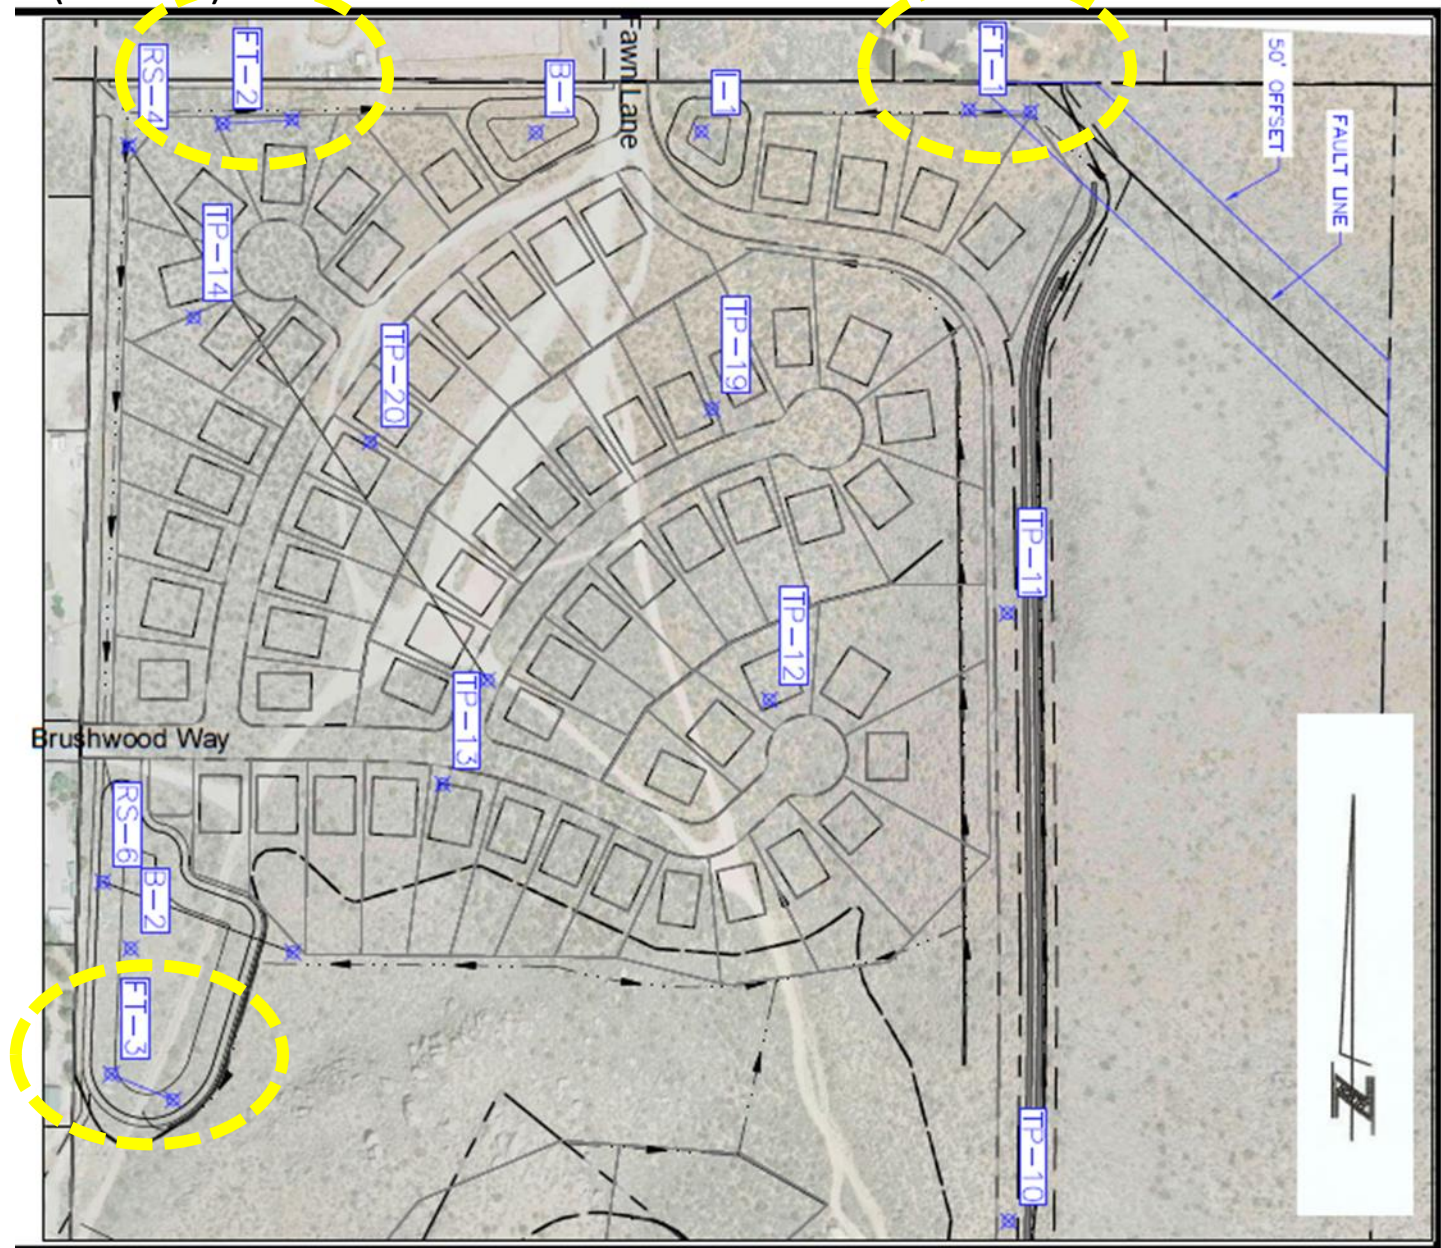 Fawn Lane
FT-2
RS-4
B-1
I-1
FT-1
50' OFFSET
FAULT LINE
TP-14
TP-20
TP-19
TP-11
TP-12
TP-13
Brushwood Way
RS-6
B-2
FT-3
TP-10
N